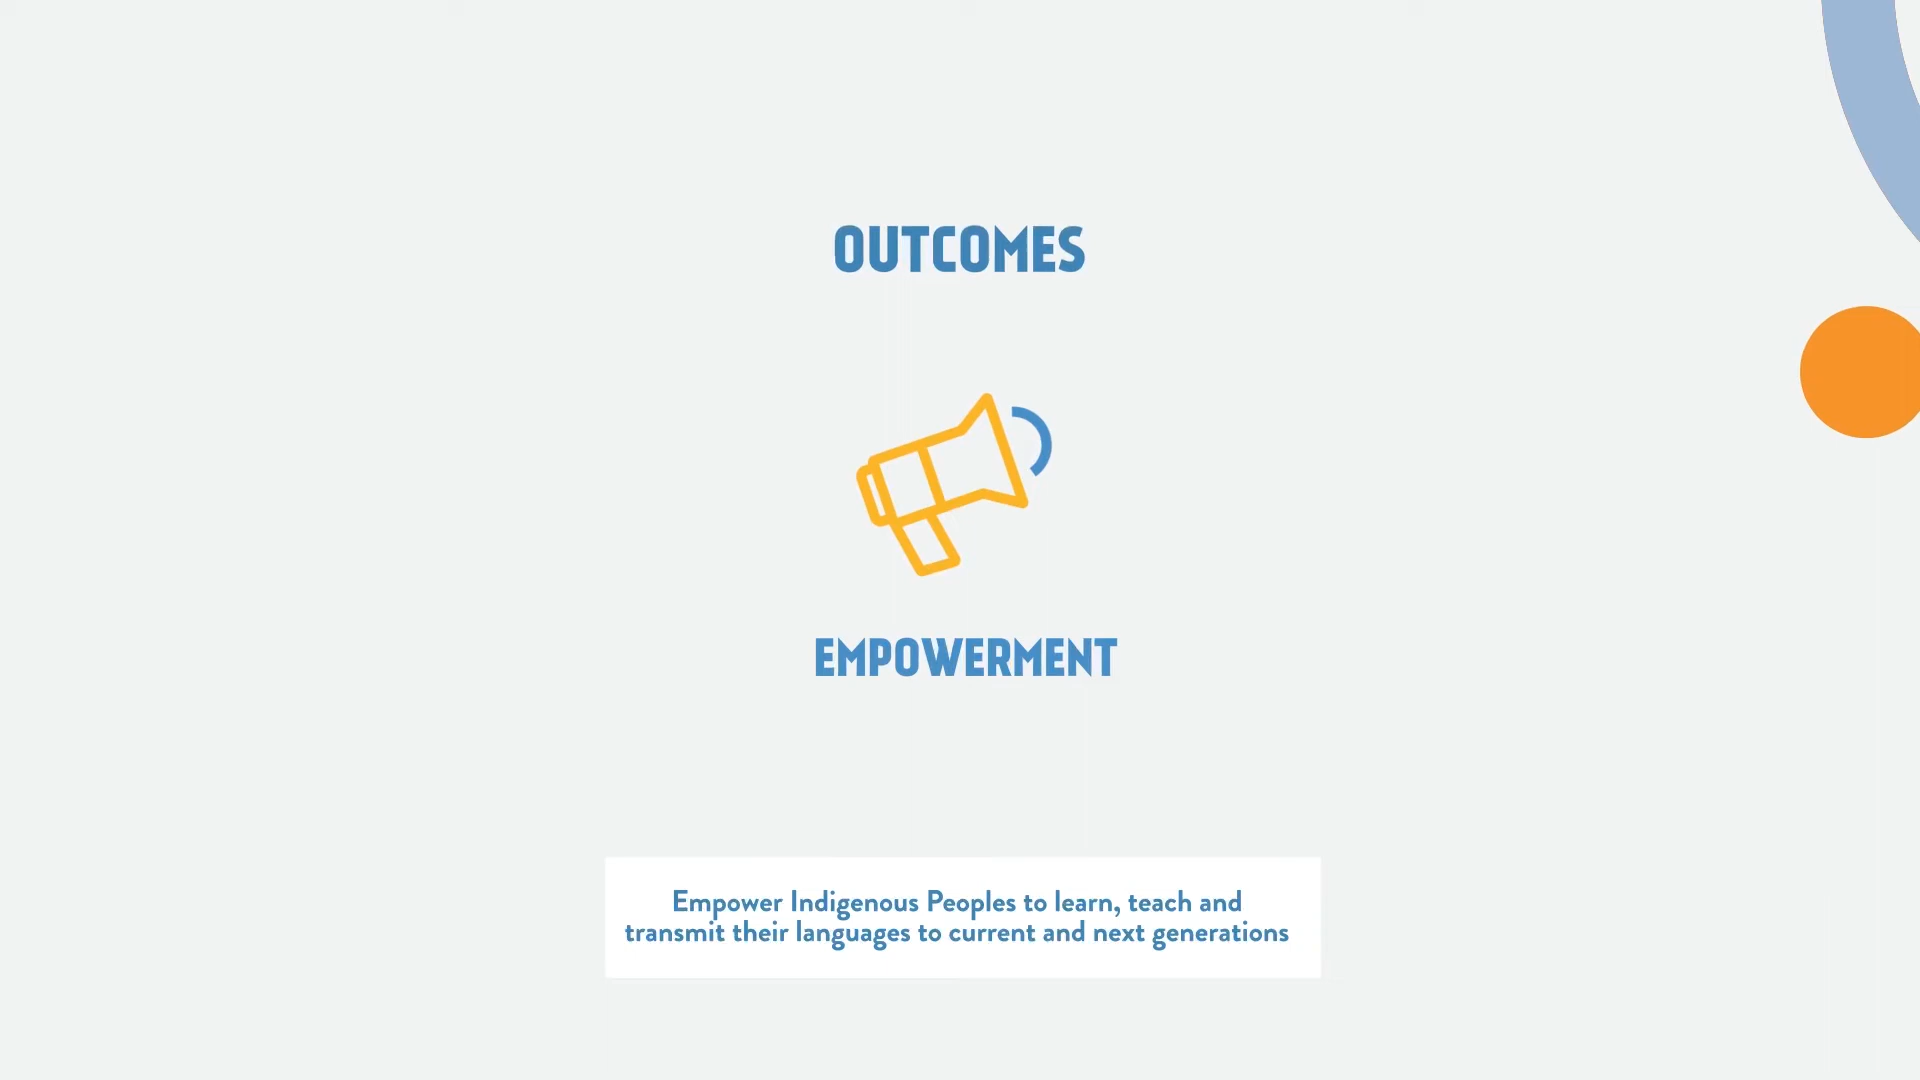 OUTCOMES
EMPOWERMENT
Empower Indigenous Peoples to learn, teach and
transmit their languages to current and next generations